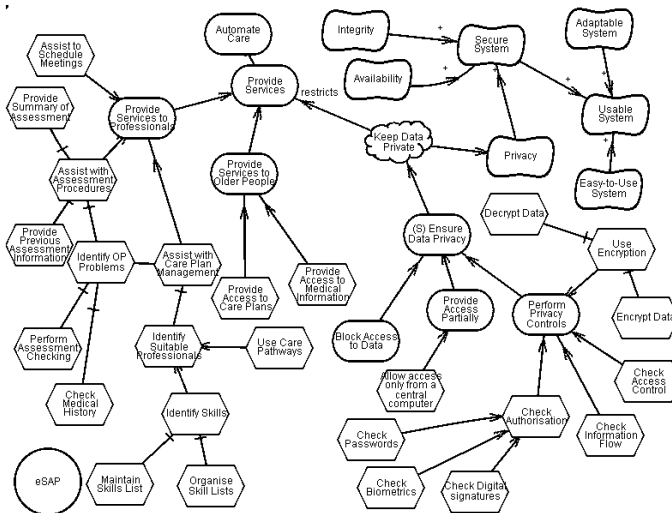 Assist to
Schedule
Meetings
Automate
Care
Integrity
Secure
System
Adaptable
System
Provide
Services
restricts
Availability
Provide
Summary of
Assessment
Provide
Services to
Professionals
Usable
System
Keep Data
Private
Privacy
Assist with
Assessment
Procedures
Provide
Services to
Older People
Easy-to-Use
System
Decrypt Data
Provide
Previous
Assessment
Information
Identify OP
Problems
Assist with
Care Plan
Management
(S) Ensure
Data Privacy
Use
Encryption
Provide
Access to
Care Plans
Provide
Access to
Medical
Information
Provide
Access
Partially
Perform
Privacy
Controls
Encrypt Data
Block Access
to Data
Perform
Assessment
Checking
Identify
Suitable
Professionals
Use Care
Pathways
Allow access
only from a
central
computer
Check
Access
Control
Check
Medical
History
Identify Skills
Check
Authorisation
Check
Passwords
Check
Information
Flow
eSAP
Maintain
Skills List
Organise
Skill Lists
Check
Biometrics
Check Digital
signatures
+
+
+
+
+
+